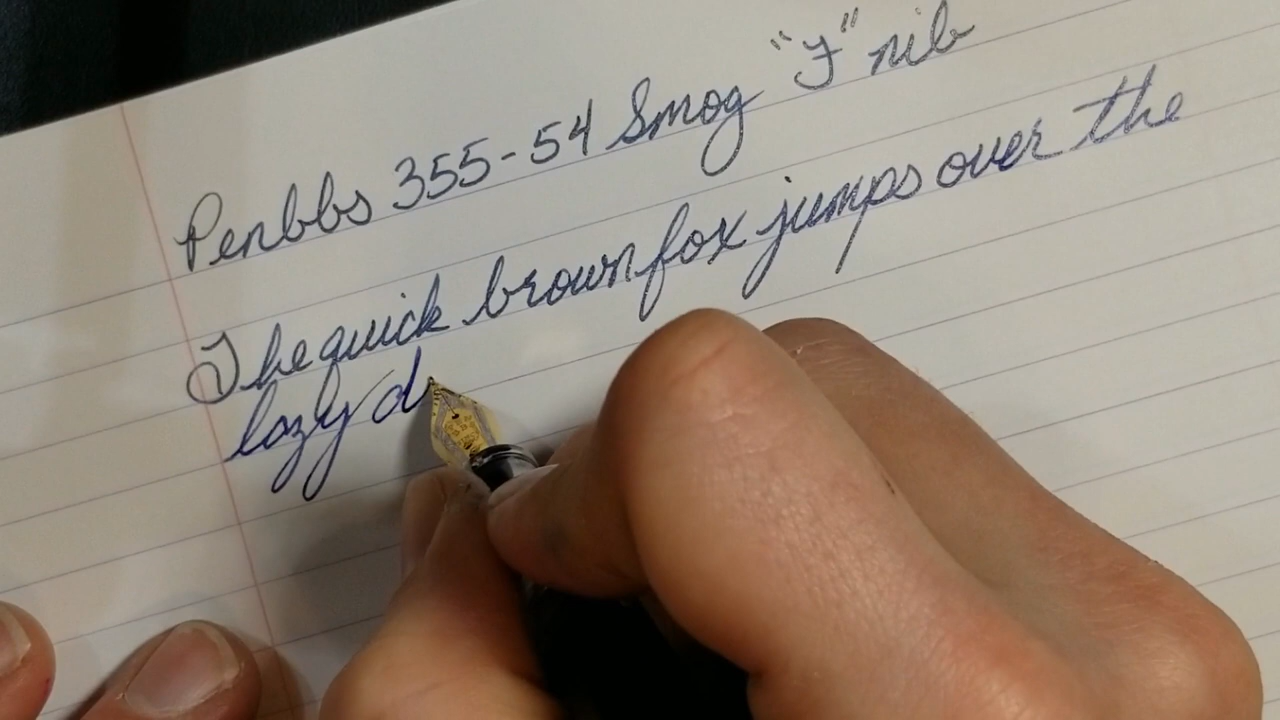 Penbbs 355-54 Smog "F" nib
The quick brown fox jumps over the
lazy d